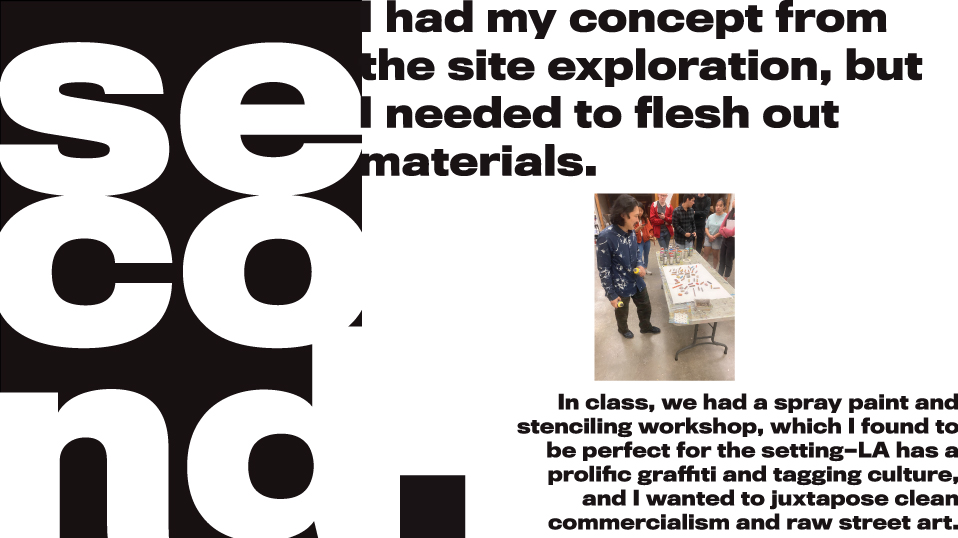 se
co
nd.
I had my concept from
the site exploration, but
I needed to flesh out
materials.
In class, we had a spray paint and
stenciling workshop, which I found to
be perfect for the setting–LA has a
prolific graffiti and tagging culture,
and I wanted to juxtapose clean
commercialism and raw street art.